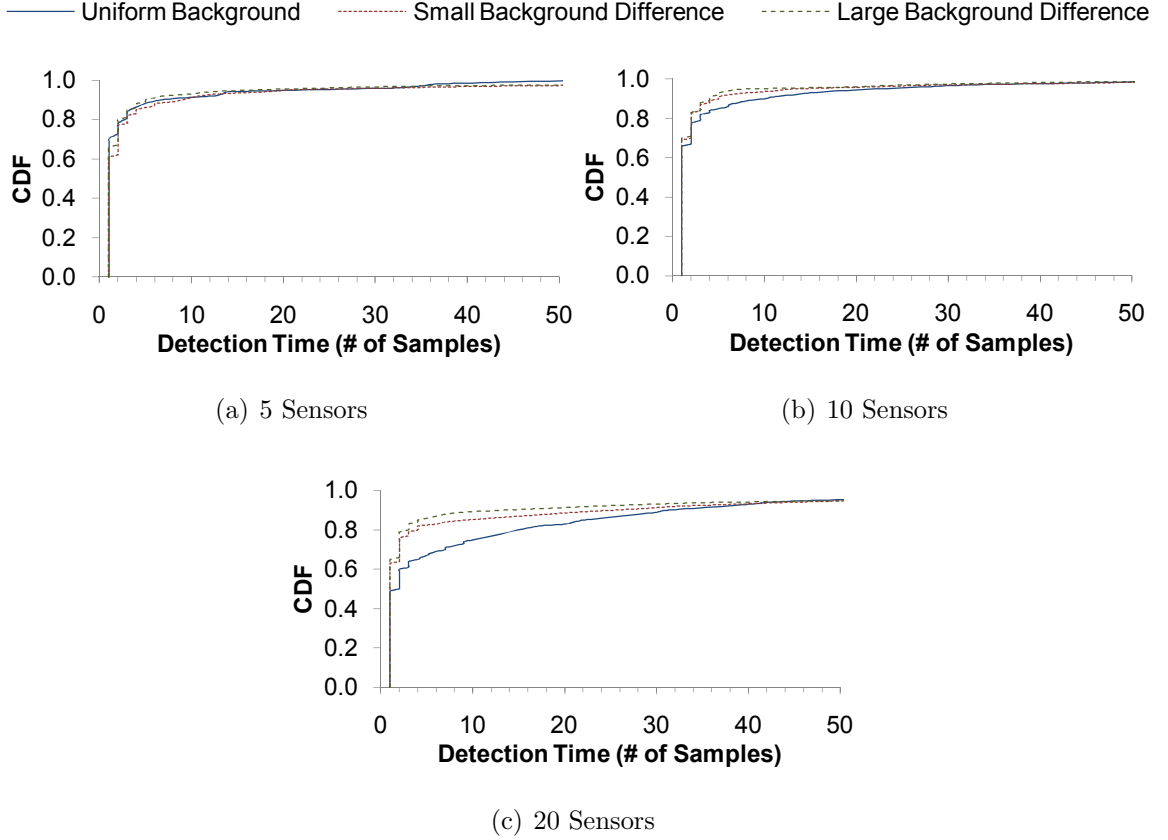 Uniform Background Small Background Difference Large Background Difference
1.0
0.8
0.6
0.4
0.2
0.0
CDF
0 10 20 30 40 50
Detection Time (# of Samples)
(a) 5 Sensors
1.0
0.8
0.6
0.4
0.2
0.0
CDF
0 10 20 30 40 50
Detection Time (# of Samples)
(b) 10 Sensors
1.0
0.8
0.6
0.4
0.2
0.0
CDF
0 10 20 30 40 50
Detection Time (# of Samples)
(c) 20 Sensors